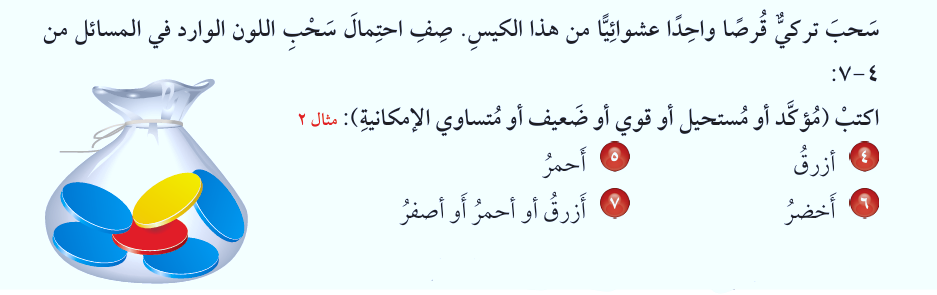 سَحبَ تركيٌّ قُرصًا واحِدًا عشوائِيًّا من هذا الكيسِ. صِفِ احتِمالَ سَحْبِ اللون الوارد في المسائل من
٤–٧:
اكتبْ (مُؤكَّد أو مُستحيل أو قوي أو ضَعيف أو مُتساوي الإمكانيةِ): مثال ٢
٤ أزرقُ
٥ أَحمرُ
٦ أَخضرُ
٧ أَزرقُ أو أحمرُ أَو أصفرُ